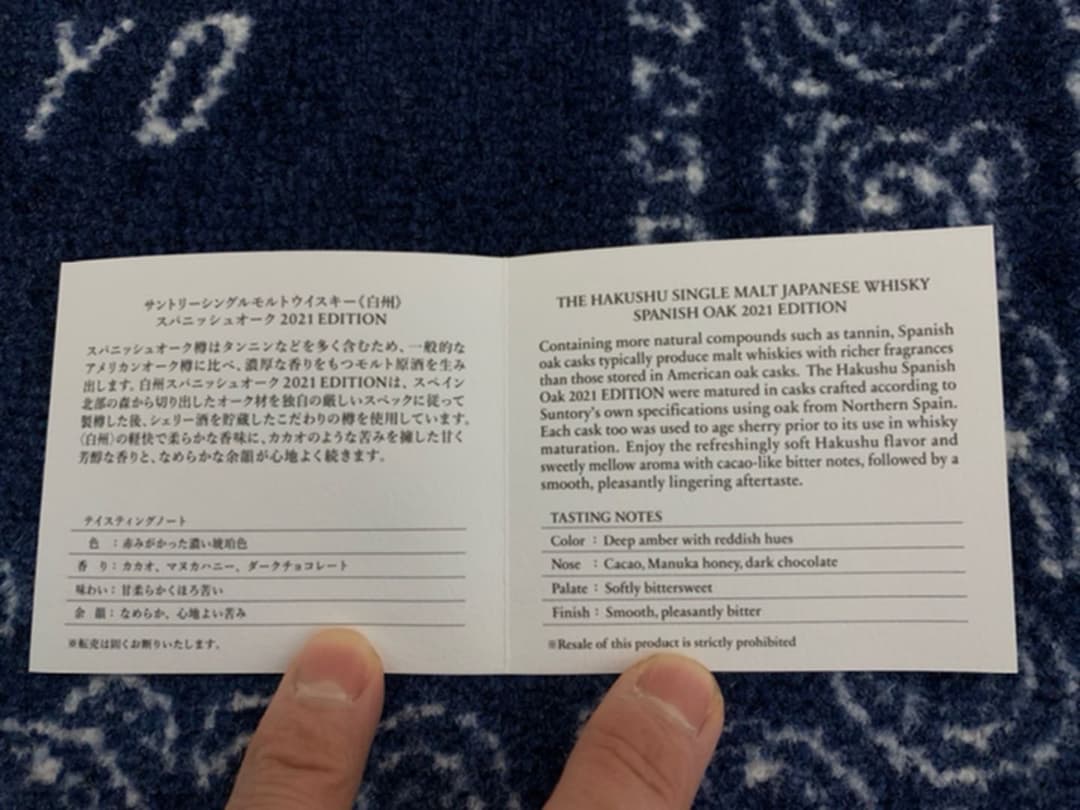 サントリーシングルモルトウイスキー《白州》
スパニッシュオーク 2021 EDITION
スパニッシュオーク樽はタンニンなどを多く含むため、一般的な
アメリカンオーク樽に比べ、濃厚な香りをもつモルト原酒を生み
出します。白州スパニッシュオーク 2021 EDITIONは、スペイン
北部の森から切り出したオーク材を独自の厳しいスペックに従って
製樽した後、シェリー酒を貯蔵したこだわりの樽を使用しています。
〈白州〉の軽快で柔らかな香味に、カカオのような苦みを擁した甘く
芳醇な香りと、なめらかな余韻が心地よく続きます。
テイスティングノート
色 : 赤みがかった濃い琥珀色
香 り : カカオ、マヌカハニー、ダークチョコレート
味わい : 甘柔らかくほろ苦い
余 韻 : なめらか、心地よい苦み
※転売は固くお断りいたします。
THE HAKUSHU SINGLE MALT JAPANESE WHISKY
SPANISH OAK 2021 EDITION
Containing more natural compounds such as tannin, Spanish
oak casks typically produce malt whiskies with richer fragrances
than those stored in American oak casks. The Hakushu Spanish
Oak 2021 EDITION were matured in casks crafted according to
Suntory's own specifications using oak from Northern Spain.
Each cask too was used to age sherry prior to its use in whisky
maturation. Enjoy the refreshingly soft Hakushu flavor and
sweetly mellow aroma with cacao-like bitter notes, followed by a
smooth, pleasantly lingering aftertaste.
TASTING NOTES
Color : Deep amber with reddish hues
Nose : Cacao, Manuka honey, dark chocolate
Palate : Softly bittersweet
Finish : Smooth, pleasantly bitter
※Resale of this product is strictly prohibited